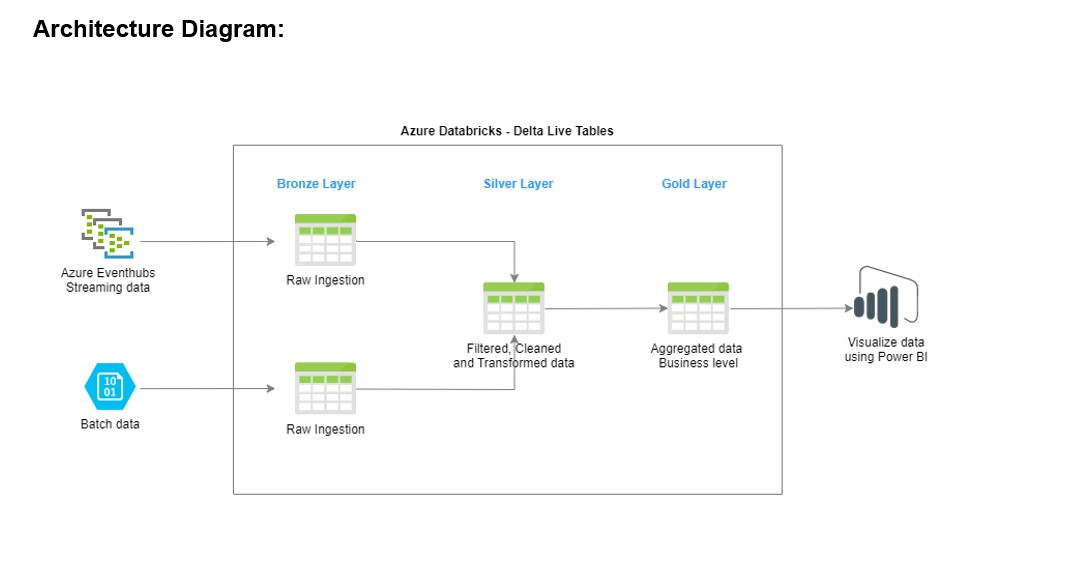 Architecture Diagram:
Azure Databricks - Delta Live Tables
Bronze Layer
Silver Layer
Gold Layer
Azure Eventhubs
Streaming data
Raw Ingestion
Filtered, Cleaned
and Transformed data
Aggregated data
Business level
Visualize data
using Power BI
10
01
Batch data
Raw Ingestion